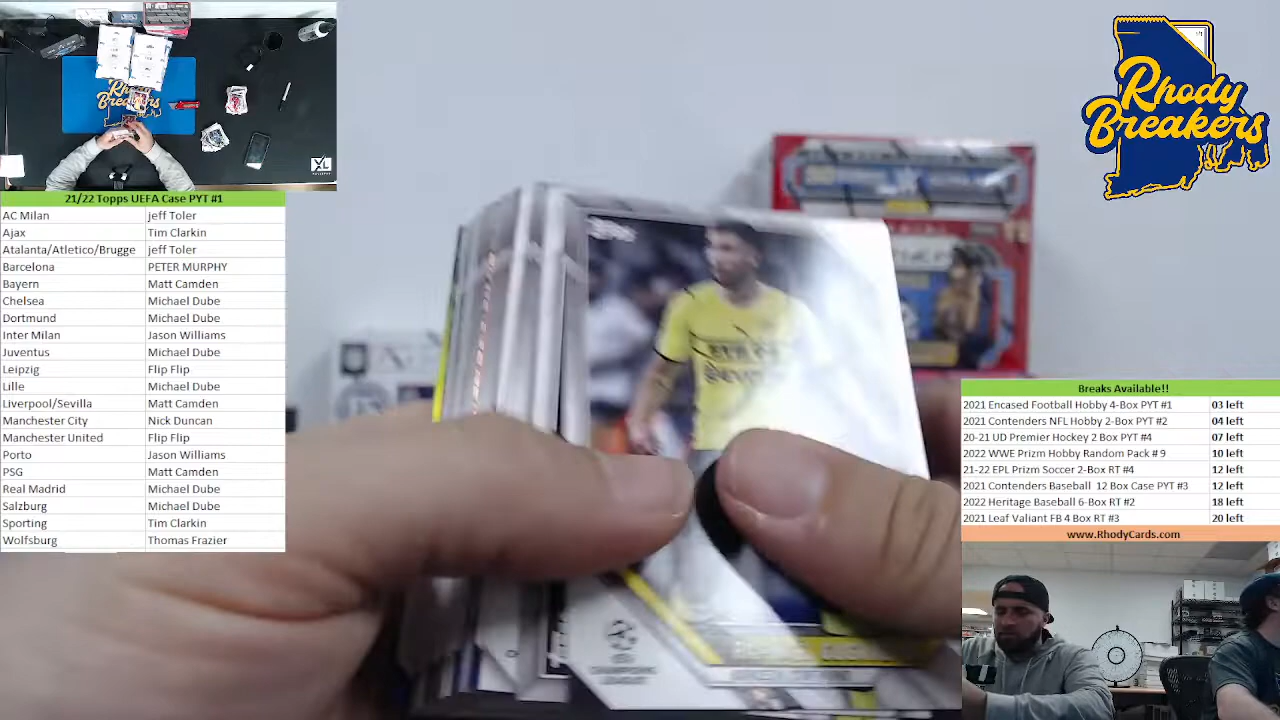 Rhody
Breakers
21/22 Topps UEFA Case PYT #1
AC Milan jeff Toler
Ajax Tim Clarkin
Atalanta/Atletico/Brugge jeff Toler
Barcelona PETER MURPHY
Bayern Matt Camden
Chelsea Michael Dube
Dortmund Michael Dube
Inter Milan Jason Williams
Juventus Michael Dube
Leipzig Flip Flip
Lille Michael Dube
Liverpool/Sevilla Matt Camden
Manchester City Nick Duncan
Manchester United Flip Flip
Porto Jason Williams
PSG Matt Camden
Real Madrid Michael Dube
Salzburg Michael Dube
Sporting Tim Clarkin
Wolfsburg Thomas Frazier
Rhody
Breakers
Breaks Available!!
2021 Encased Football Hobby 4-Box PYT #1 03 left
2021 Contenders NFL Hobby 2-Box PYT #2 04 left
20-21 UD Premier Hockey 2 Box PYT #4 07 left
2022 WWE Prizm Hobby Random Pack # 9 10 left
21-22 EPL Prizm Soccer 2-Box RT #4 12 left
2021 Contenders Baseball 12 Box Case PYT #3 12 left
2022 Heritage Baseball 6-Box RT #2 18 left
2021 Leaf Valiant FB 4 Box RT #3 20 left
www.RhodyCards.com